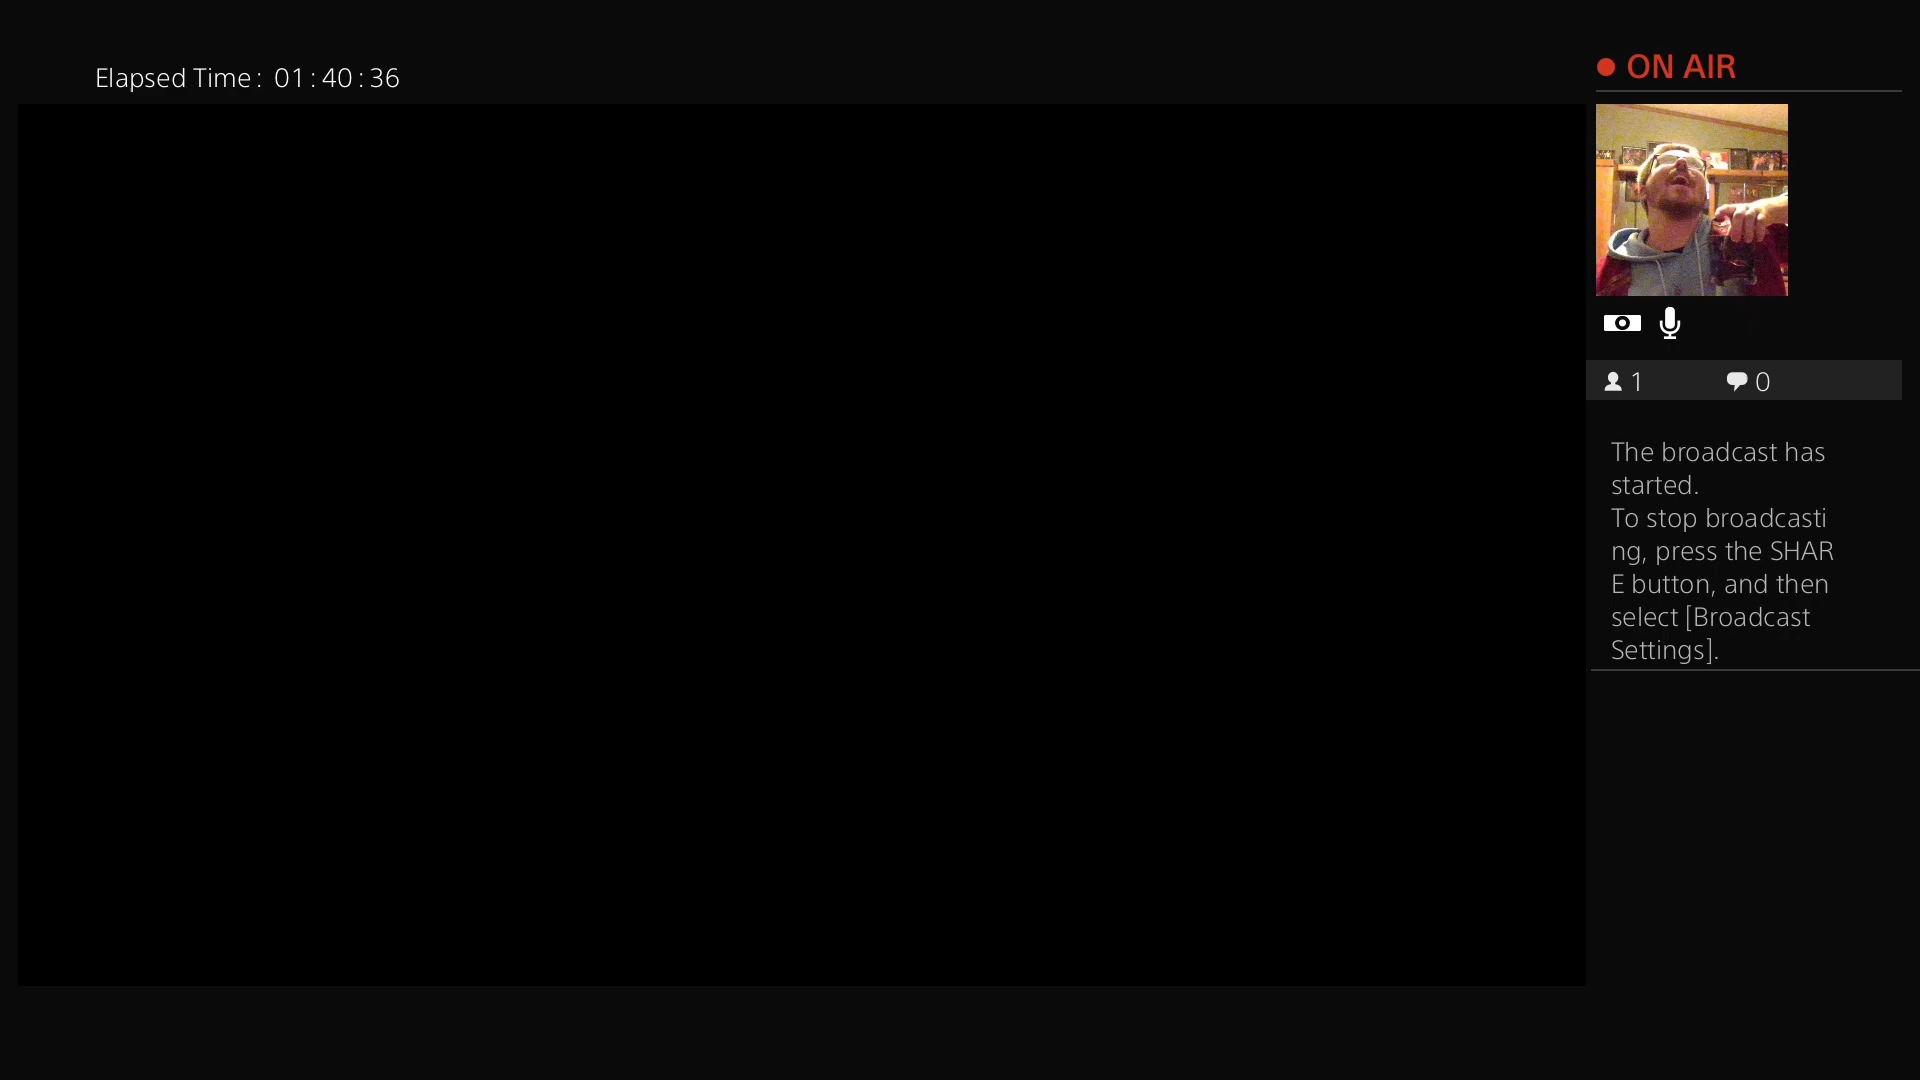 Elapsed Time: 01:40:36
ON AIR
1
0
The broadcast has
started.
To stop broadcasti
ng, press the SHAR
E button, and then
select [Broadcast
Settings].